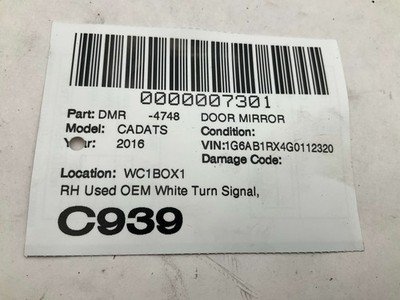 0000007301
Part: DMR -4748 DOOR MIRROR
Model: CADATS
Year: 2016 VIN:1G6AB1RX4G0112320
Damage Code:
Location: WC1BOX1
RH Used OEM White Turn Signal,
C939